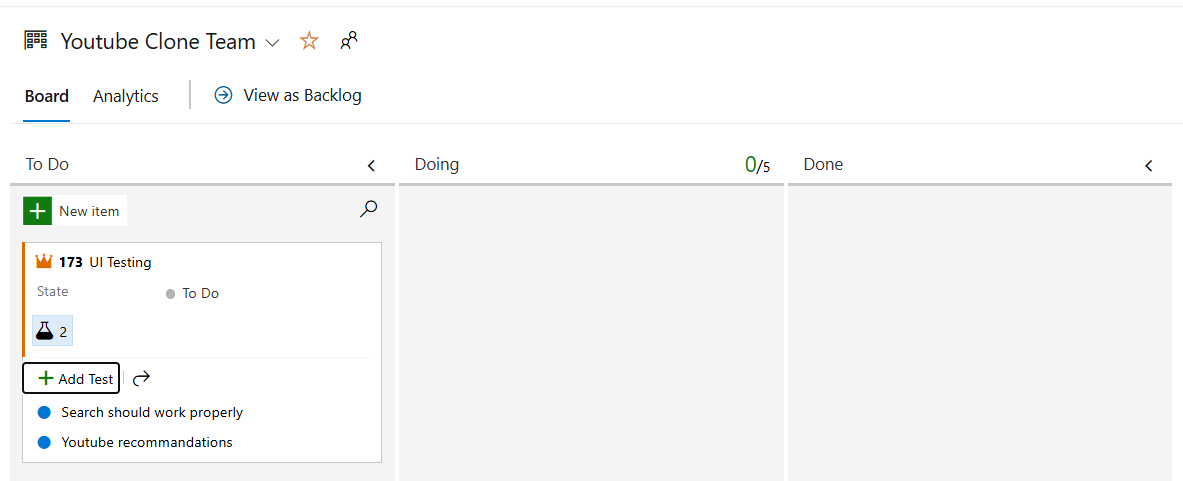 Youtube Clone Team
Board Analytics View as Backlog
To Do
Doing 0/5
Done
New item
173 UI Testing
State To Do
2
Add Test
Search should work properly
Youtube recommandations